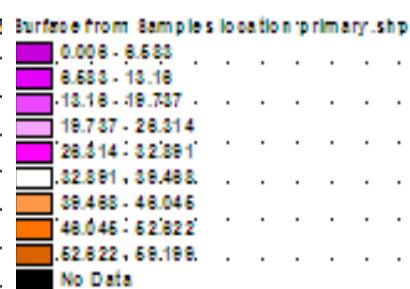 Surface from Samples location primary.shp
0.006 - 6.583
6.583 - 13.16
13.16 - 19.737
19.737 - 26.314
26.314 - 32.891
32.891 - 39.468
39.468 - 46.045
46.045 - 52.622
52.622 - 59.199
No Data